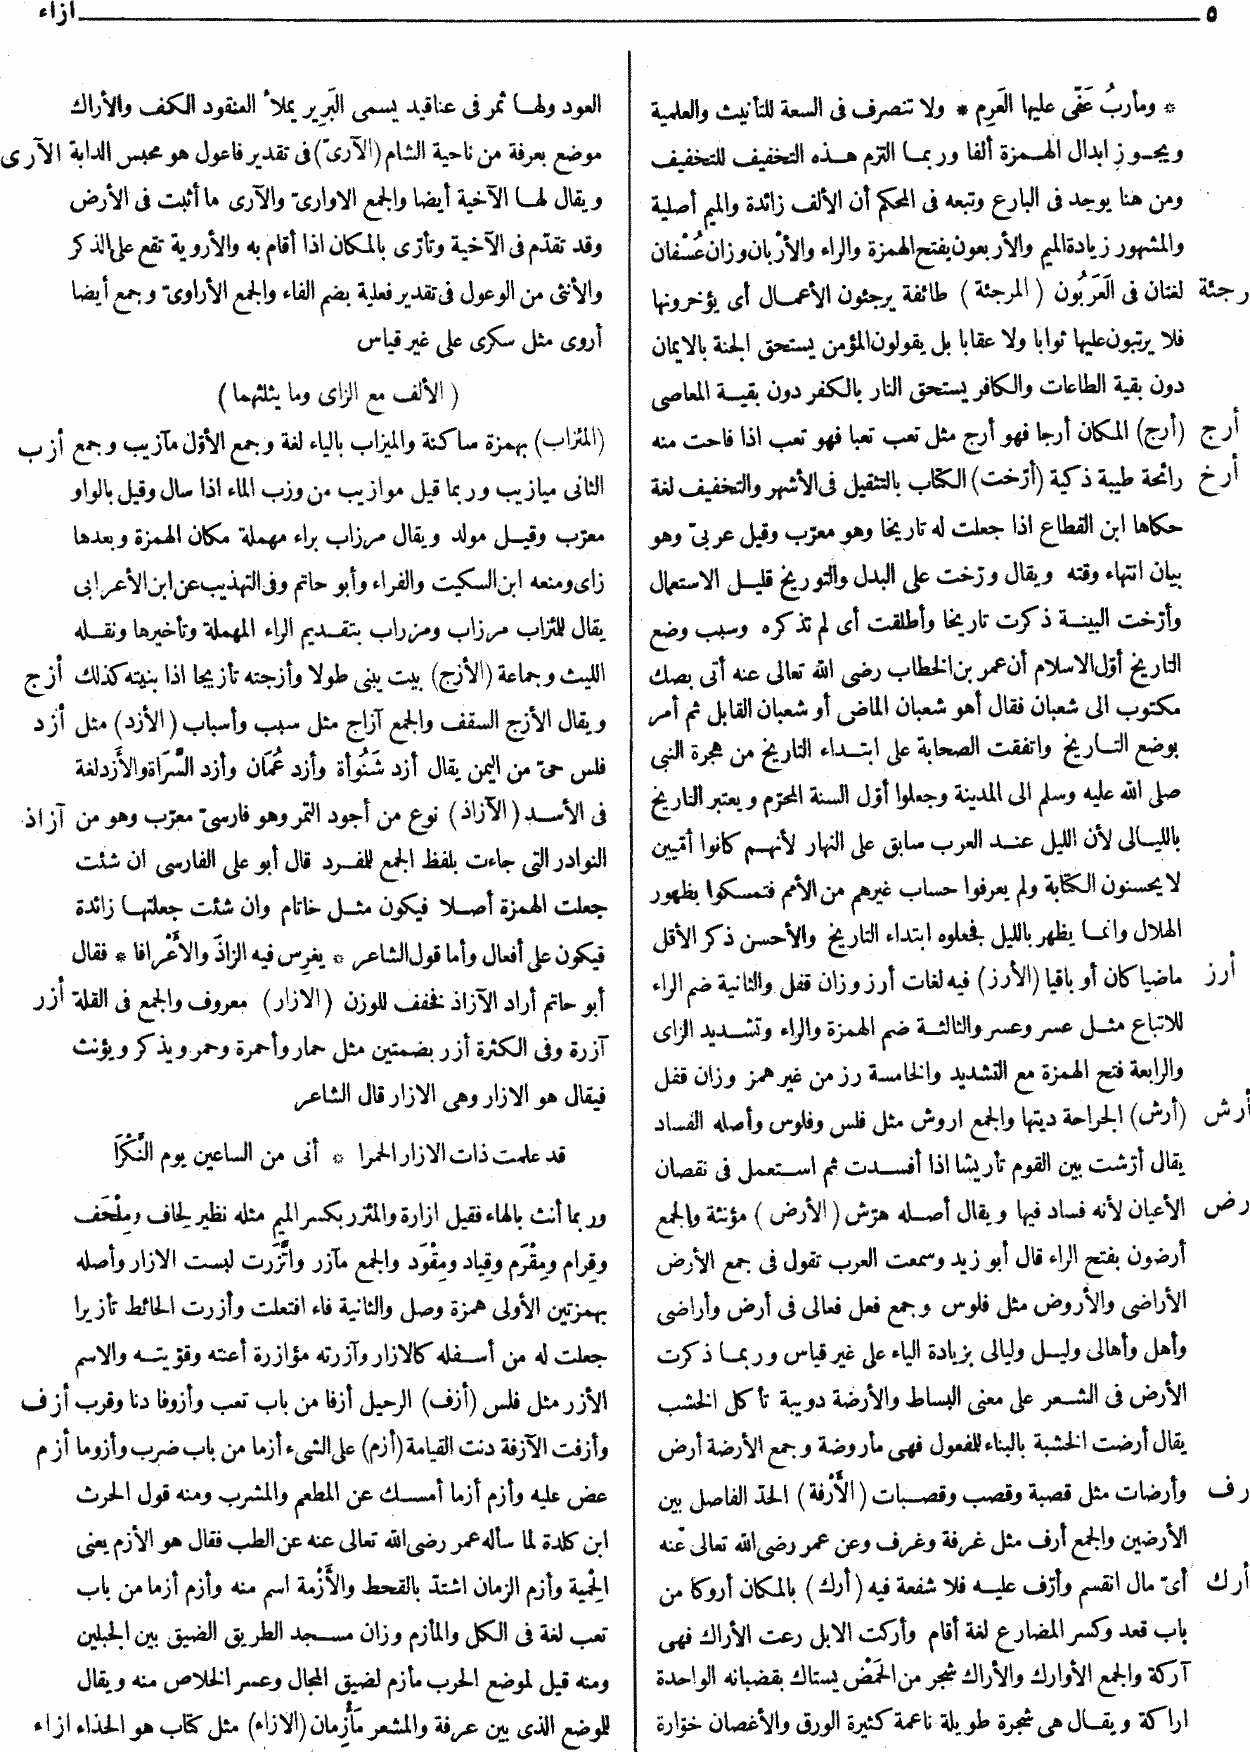 ٥ ازاء
* ومأربُ عَفّى عليها العَرِم * ولا تنصرف فى السعة للتأنيث والعلمية
ويجوز ابدال الهمزة ألفا وربما التزم هذه التخفيف للتخفيف
ومن هنا يوجد فى البارع وتبعه فى المحكم أن الألف زائدة والميم أصلية
والمشهور زيادة الميم والأربعون بفتح الهمزة والراء والأرْبان وزان عُسْفان
رجئة لغتان فى العَرَبُون (المرجئة) طائفة يرجئون الأعمال أى يؤخرونها
فلا يرتبون عليها ثوابا ولا عقابا بل يقولون المؤمن يستحق الجنة بالايمان
دون بقية الطاعات والكافر يستحق النار بالكفر دون بقية المعاصى
أرج (أرج) المكان أرجا فهو أرج مثل تعب تعبا فهو تعب اذا فاحت منه
أرخ رائحة طيبة ذكية (أرّخت) الكتاب بالتثقيل فى الأشهر والتخفيف لغة
حكاها ابن القطاع اذا جعلت له تاريخا وهو معرّب وقيل عربىّ وهو
بيان انتهاء وقته ويقال ورّخت على البدل والتوريخ قليل الاستعمال
وأرّخت البينة ذكرت تاريخا وأطلقت أى لم تذكره وسبب وضع
التاريخ أوّل الاسلام أن عمر بن الخطاب رضى الله تعالى عنه أتى بصك
مكتوب الى شعبان فقال أهو شعبان الماضى أو شعبان القابل ثم أمر
بوضع التاريخ واتفقت الصحابة على ابتداء التاريخ من هجرة النبى
صلى الله عليه وسلم الى المدينة وجعلوا أوّل السنة المحرّم ويعتبر التاريخ
بالليالى لأن الليل عند العرب سابق على النهار لأنهم كانوا أمّيين
لا يحسنون الكتابة ولم يعرفوا حساب غيرهم من الأمم فتمسكوا بظهور
الهلال وانما يظهر بالليل فجعلوه ابتداء التاريخ والأحسن ذكر الأقل
أرز ماضيا كان أو باقيا (الأرز) فيه لغات أرز وزان قفل والثانية ضم الراء
للاتباع مثل عسر وعسر والثالثة ضم الهمزة والراء وتشديد الزاى
والرابعة فتح الهمزة مع التشديد والخامسة رز من غير همز وزان قفل
أرش (أرش) الجراحة ديتها والجمع اروش مثل فلس وفلوس وأصله الفساد
يقال أرّشت بين القوم تأريشا اذا أفسدت ثم استعمل فى نقصان
رض الأعيان لأنه فساد فيها ويقال أصله هرش (الأرض) مؤنثة والجمع
أرضون بفتح الراء قال أبو زيد وسمعت العرب تقول فى جمع الأرض
الأراضى والأروض مثل فلوس وجمع فعل فعالى فى أرض وأراضى
وأهل وأهالى وليل وليالى بزيادة الياء على غير قياس وربما ذكرت
الأرض فى الشعر على معنى البساط والأرضة دويبة تأكل الخشب
يقال أرضت الخشبة بالبناء للمفعول فهى مأروضة وجمع الأرضة أرض
رف وأرضات مثل قصبة وقصب وقصبات (الأُرْفة) الحدّ الفاصل بين
الأرضين والجمع أرف مثل غرفة وغرف وعن عمر رضى الله تعالى عنه
أرك أىّ مال انقسم وأرّف عليه فلا شفعة فيه (أرك) بالمكان أروكا من
باب قعد وكسر المضارع لغة أقام وأركت الابل رعت الأراك فهى
آركة والجمع الأوارك والأراك شجر من الحَمْض يستاك بقضبانه الواحدة
اراكة ويقال هى شجرة طويلة ناعمة كثيرة الورق والأغصان خوّارة
العود ولها ثمر فى عناقيد يسمى البَرِير يملأ العنقود الكف والأراك
موضع بعرفة من ناحية الشام (الآرىّ) فى تقدير فاعول هو محبس الدابة الآرى
ويقال لها الآخية أيضا والجمع الاوارىّ والآرى ما أثبت فى الأرض
وقد تقدّم فى الآخية وتأرّى بالمكان اذا أقام به والأروية تقع على الذكر
والأنثى من الوعول فى تقدير فعلية بضم الفاء والجمع الأراوىّ وجمع أيضا
أروى مثل سكرى على غير قياس
(الألف مع الزاى وما يثلثهما)
(المئزاب) بهمزة ساكنة والميزاب بالياء لغة وجمع الأوّل مآزيب وجمع أزب
الثانى ميازيب وربما قيل موازيب من وزب الماء اذا سال وقيل بالواو
معرّب وقيل مولد ويقال مرزاب براء مهملة مكان الهمزة وبعدها
زاى ومنعه ابن السكيت والفراء وأبو حاتم وفى التهذيب عن ابن الأعرابى
يقال للئزاب مرزاب ومزراب بتقديم الراء المهملة وتأخيرها ونقله
الليث وجماعة (الأزج) بيت يبنى طولا وأزجته تأزيجا اذا بنيته كذلك أزج
ويقال الأزج السقف والجمع آزاج مثل سبب وأسباب (الأزد) مثل أزد
فلس حىّ من اليمن يقال أزد شَنُوأة وأزد عُمَان وأزد السَّرَاة والأَزد لغة
فى الأسد (الآزاذ) نوع من أجود التمر وهو فارسىّ معرّب وهو من آزاذ
النوادر التى جاءت بلفظ الجمع للمفرد قال أبو على الفارسى ان شئت
جعلت الهمزة أصلا فيكون مثل خاتام وان شئت جعلتها زائدة
فيكون على أفعال وأما قول الشاعر * يغرس فيه الزاذَ والأَعْرافا * فقال
أبو حاتم أراد الآزاذ فخفف للوزن (الازار) معروف والجمع فى القلة أزر
آزرة وفى الكثرة أزر بضمتين مثل حمار وأحمرة وحمر ويذكر ويؤنث
فيقال هو الازار وهى الازار قال الشاعر
قد علمت ذات الازار الحمرا * أنى من الساعين يوم النَّكْرَا
وربما أنث بالهاء فقيل ازارة والمئزر بكسر الميم مثله نظير لِحاف ومِلْحَف
وقِرام ومِقْرَم وقِياد ومِقْوَد والجمع مآزر واتَّزَرت لبست الازار وأصله
بهمزتين الأولى همزة وصل والثانية فاء افتعلت وأزرت الحائط تأزيرا
جعلت له من أسفله كالازار وآزرته مؤازرة أعنته وقوّيته والاسم
الأزر مثل فلس (أزف) الرحيل أزفا من باب تعب وأزوفا دنا وقرب أزف
وأزفت الآزفة دنت القيامة (أزم) على الشىء أزما من باب ضرب وأزوما أزم
عض عليه وأزم أزما أمسك عن المطعم والمشرب ومنه قول الحرث
ابن كلدة لما سأله عمر رضى الله تعالى عنه عن الطب فقال هو الأزم يعنى
الحِمْية وأزم الزمان اشتدّ بالقحط والأَزْمة اسم منه وأزم أزما من باب
تعب لغة فى الكل والمأزم وزان مسجد الطريق الضيق بين الجبلين
ومنه قيل لموضع الحرب مأزم لضيق المجال وعسر الخلاص منه ويقال
للموضع الذى بين عرفة والمشعر مَأْزِمان (الازاء) مثل كتاب هو الحذاء ازاء